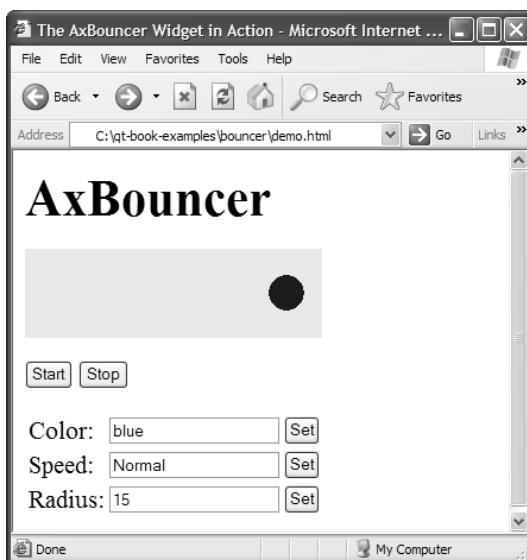 The AxBouncer Widget in Action - Microsoft Internet ...
File Edit View Favorites Tools Help
Back Search Favorites »
Address C:\qt-book-examples\bouncer\demo.html Go Links »
AxBouncer
Start Stop
Color: blue Set
Speed: Normal Set
Radius: 15 Set
Done My Computer